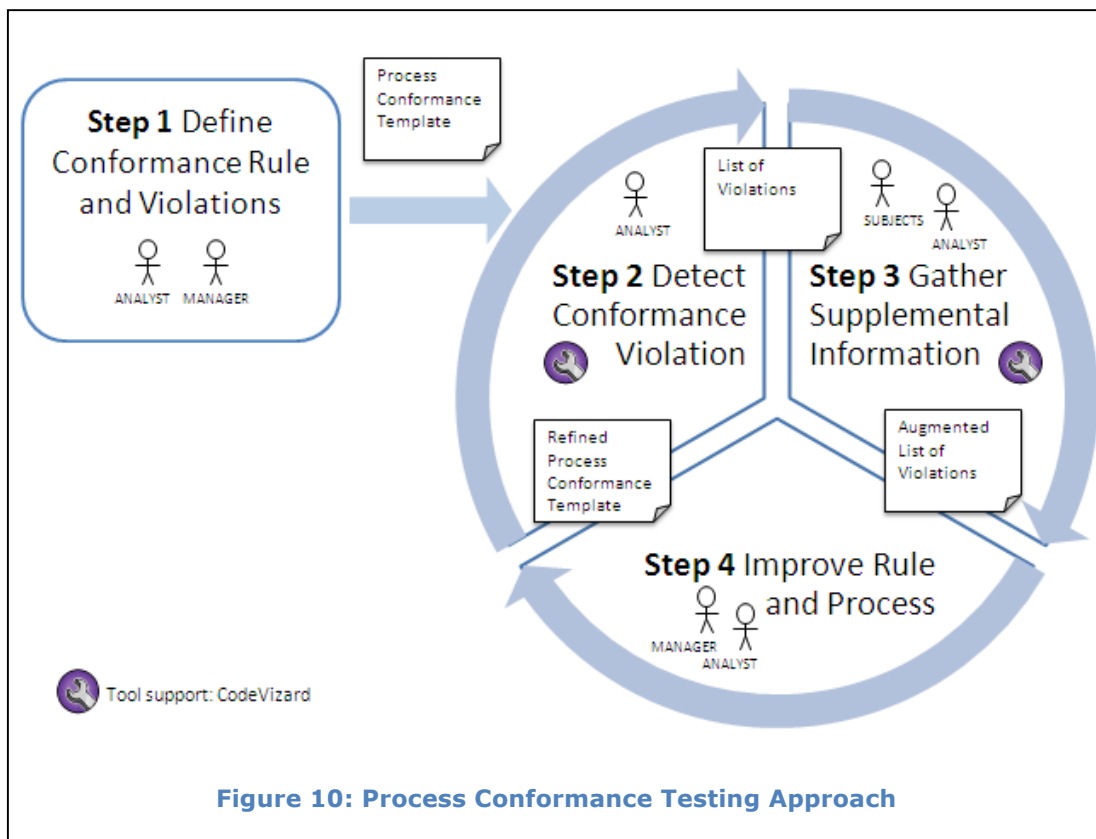 Step 1 Define
Conformance Rule
and Violations
ANALYST
MANAGER
Process
Conformance
Template
ANALYST
Step 2 Detect
Conformance
Violation
List of
Violations
SUBJECTS
ANALYST
Step 3 Gather
Supplemental
Information
Augmented
List of
Violations
Step 4 Improve Rule
and Process
MANAGER
ANALYST
Refined
Process
Conformance
Template
Tool support: CodeVizard
Figure 10: Process Conformance Testing Approach